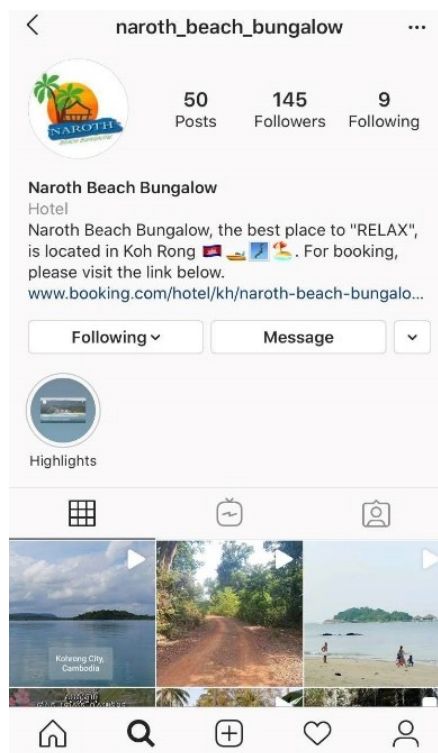 naroth_beach_bungalow
NAROTH
BEACH BUNGALOW
50
Posts
145
Followers
9
Following
Naroth Beach Bungalow
Hotel
Naroth Beach Bungalow, the best place to "RELAX",
is located in Koh Rong 🇰🇭 🚤 🗾 🏖. For booking,
please visit the link below.
www.booking.com/hotel/kh/naroth-beach-bungalo...
Following
Message
Highlights
Kohrong City,
Cambodia